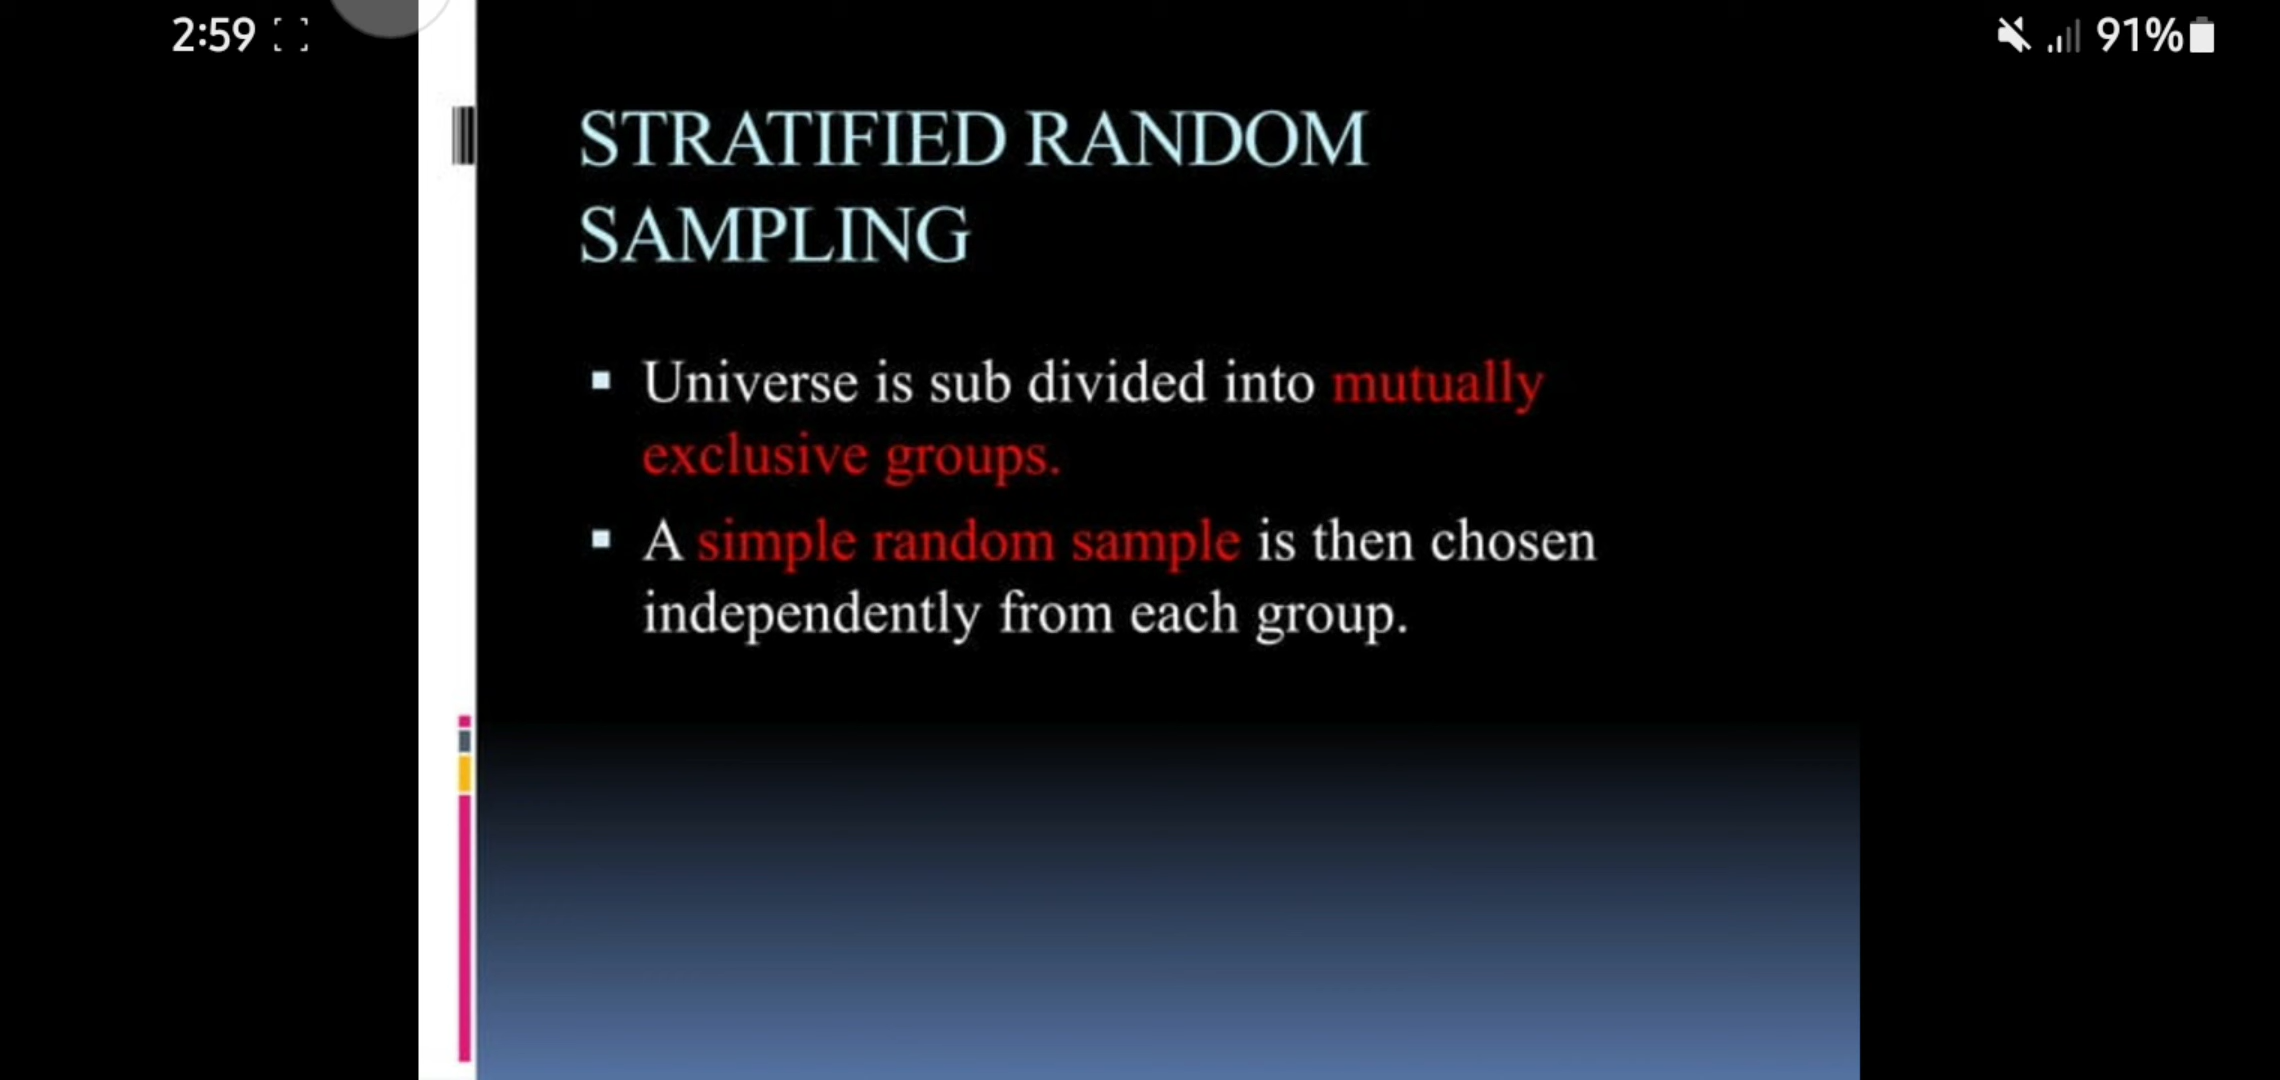 2:59
91%
STRATIFIED RANDOM
SAMPLING
▪ Universe is sub divided into mutually
exclusive groups.
▪ A simple random sample is then chosen
independently from each group.